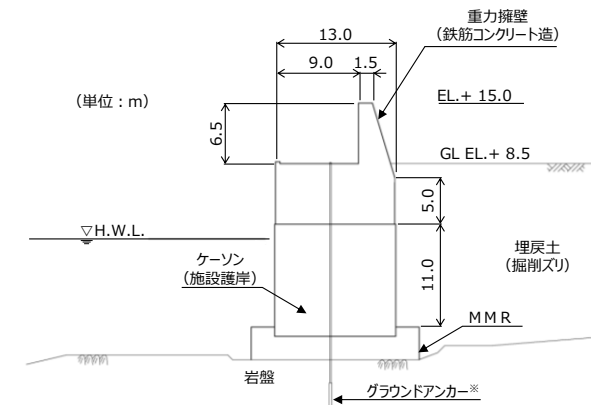 重力擁壁
（鉄筋コンクリート造）
13.0
9.0
1.5
（単位：m）
EL.+ 15.0
6.5
GL EL.+ 8.5
5.0
▽H.W.L.
ケーソン
（施設護岸）
11.0
埋戻土
（掘削ズリ）
ＭＭＲ
岩盤
グラウンドアンカー※